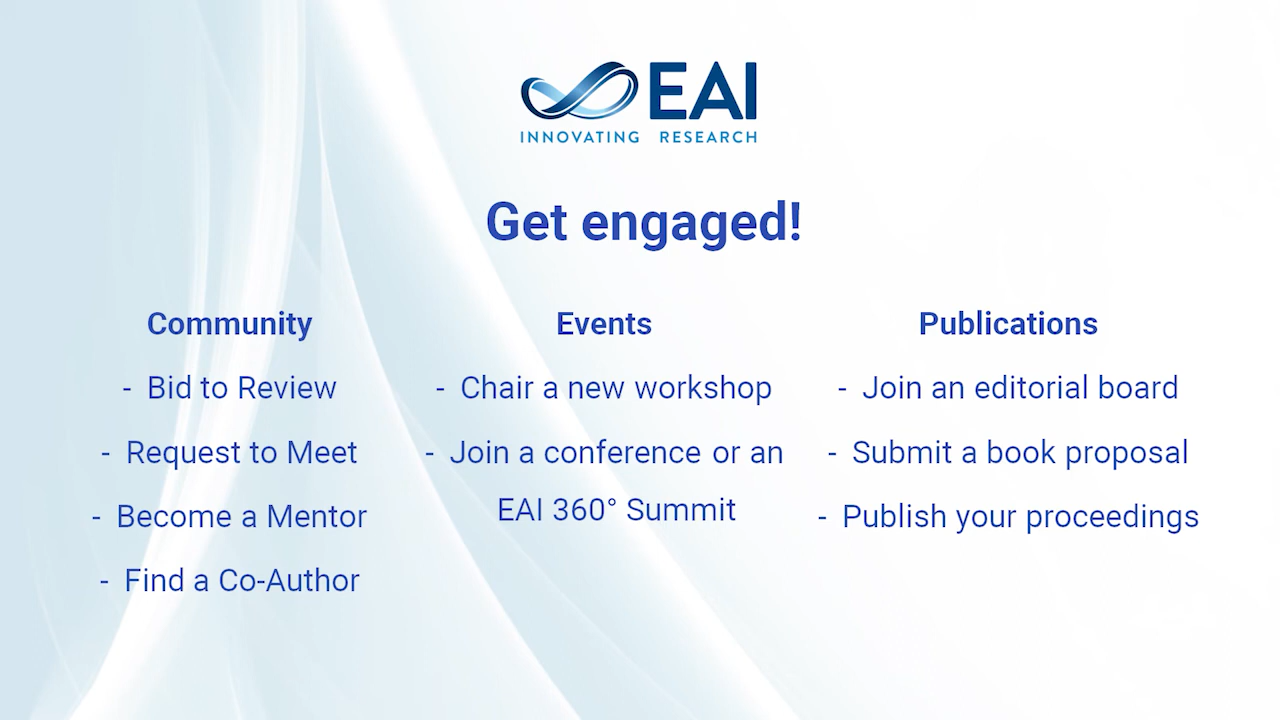 EAI
INNOVATING RESEARCH
Get engaged!
Community
- Bid to Review
- Request to Meet
- Become a Mentor
- Find a Co-Author
Events
- Chair a new workshop
- Join a conference or an
EAI 360° Summit
Publications
- Join an editorial board
- Submit a book proposal
- Publish your proceedings